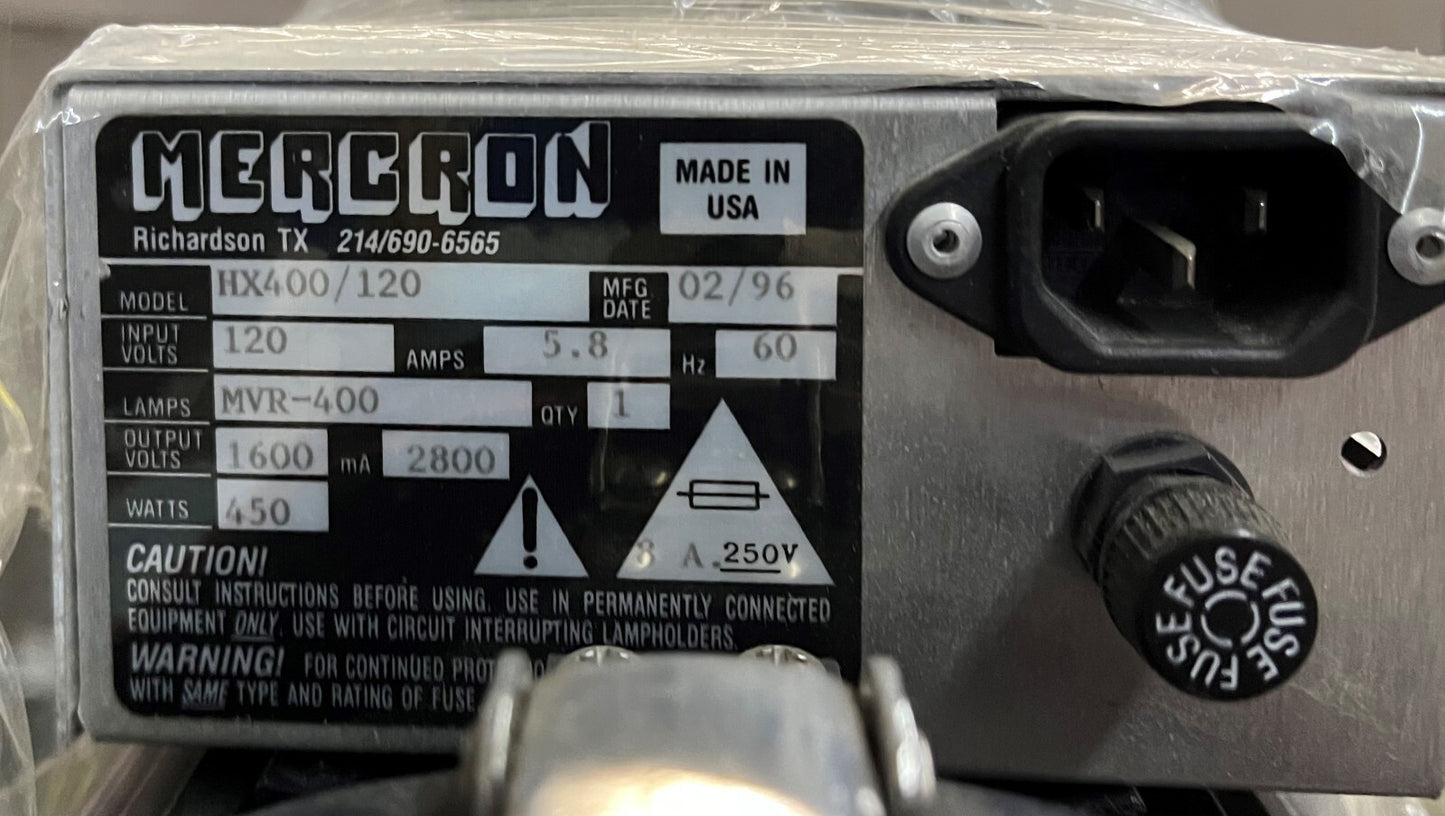 MERCRON
MADE IN
USA
Richardson TX 214/690-6565
MODEL HX400/120 MFG DATE 02/96
INPUT VOLTS 120 AMPS 5.8 Hz 60
LAMPS MVR-400 QTY 1
OUTPUT VOLTS 1600 mA 2800
WATTS 450
!
8 A.250V
CAUTION!
CONSULT INSTRUCTIONS BEFORE USING. USE IN PERMANENTLY CONNECTED
EQUIPMENT ONLY. USE WITH CIRCUIT INTERRUPTING LAMPHOLDERS.
WARNING! FOR CONTINUED
WITH SAME TYPE AND RATING OF FUSE
FUSE FUSE FUSE